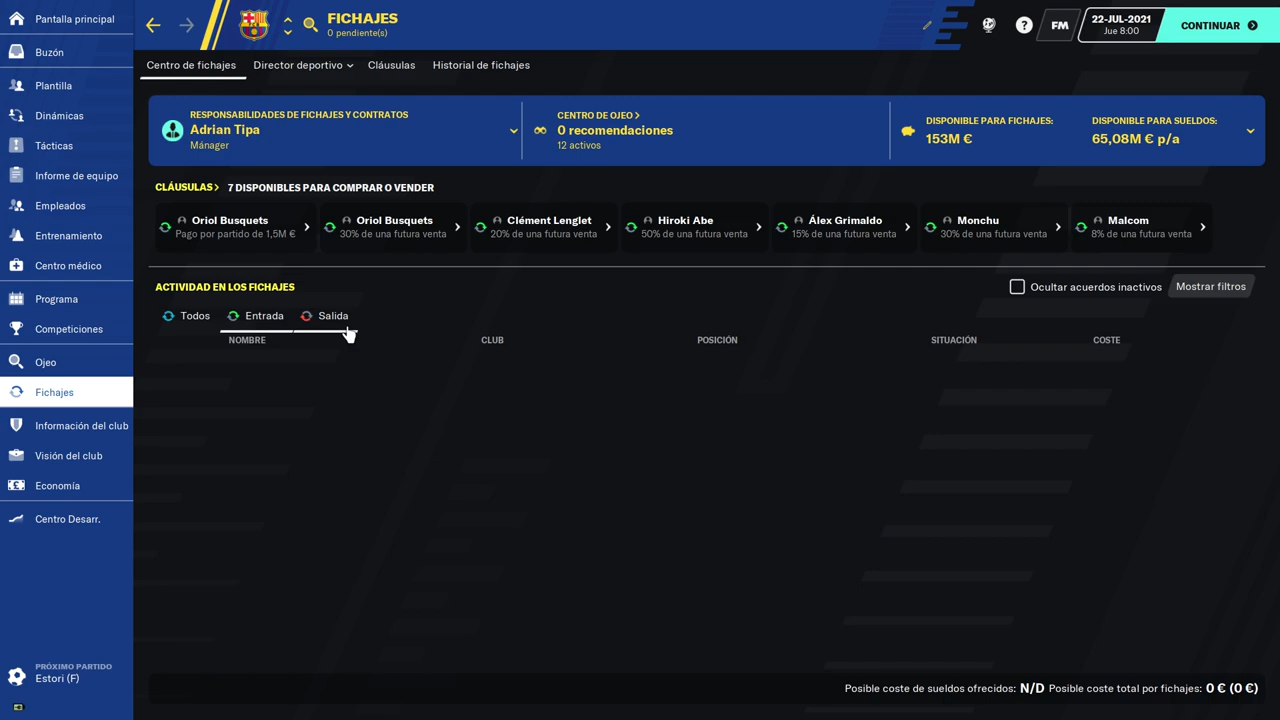 Pantalla principal
Buzón
Plantilla
Dinámicas
Tácticas
Informe de equipo
Empleados
Entrenamiento
Centro médico
Programa
Competiciones
Ojeo
Fichajes
Información del club
Visión del club
Economía
Centro Desarr.
PRÓXIMO PARTIDO
Estori (F)
FICHAJES
0 pendiente(s)
?
FM
22-JUL-2021
Jue 8:00
CONTINUAR
Centro de fichajes
Director deportivo
Cláusulas
Historial de fichajes
RESPONSABILIDADES DE FICHAJES Y CONTRATOS
Adrian Tipa
Mánager
CENTRO DE OJEO >
0 recomendaciones
12 activos
DISPONIBLE PARA FICHAJES:
153M €
DISPONIBLE PARA SUELDOS:
65,08M € p/a
CLÁUSULAS > 7 DISPONIBLES PARA COMPRAR O VENDER
Oriol Busquets
Pago por partido de 1,5M €
Oriol Busquets
30% de una futura venta
Clément Lenglet
20% de una futura venta
Hiroki Abe
50% de una futura venta
Álex Grimaldo
15% de una futura venta
Monchu
30% de una futura venta
Malcom
8% de una futura venta
ACTIVIDAD EN LOS FICHAJES
Ocultar acuerdos inactivos
Mostrar filtros
Todos
Entrada
Salida
NOMBRE CLUB POSICIÓN SITUACIÓN COSTE
Posible coste de sueldos ofrecidos: N/D Posible coste total por fichajes: 0 € (0 €)